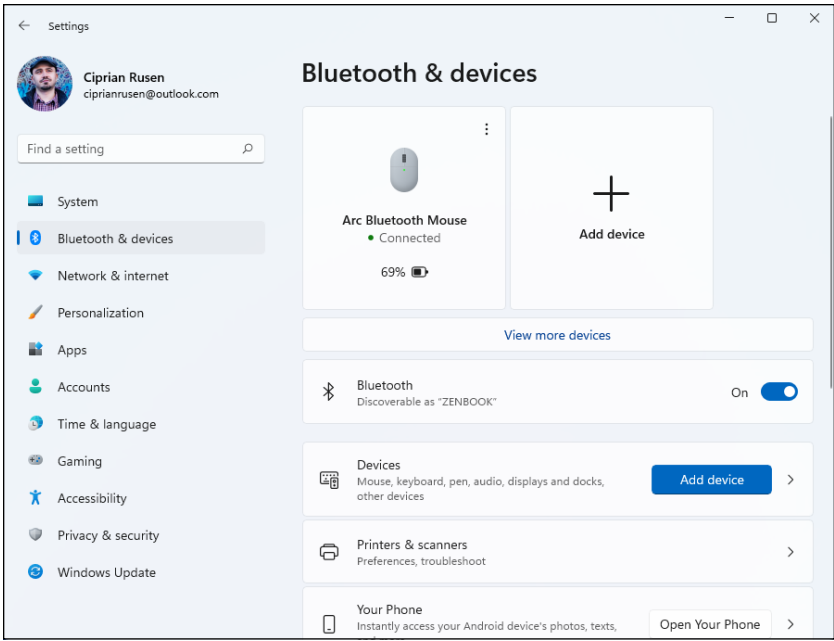 Settings
Ciprian Rusen
ciprianrusen@outlook.com
Find a setting
System
Bluetooth & devices
Network & internet
Personalization
Apps
Accounts
Time & language
Gaming
Accessibility
Privacy & security
Windows Update
Bluetooth & devices
Arc Bluetooth Mouse
Connected
69%
Add device
View more devices
Bluetooth
Discoverable as "ZENBOOK"
On
Devices
Mouse, keyboard, pen, audio, displays and docks,
other devices
Add device
Printers & scanners
Preferences, troubleshoot
Your Phone
Instantly access your Android device's photos, texts,
Open Your Phone